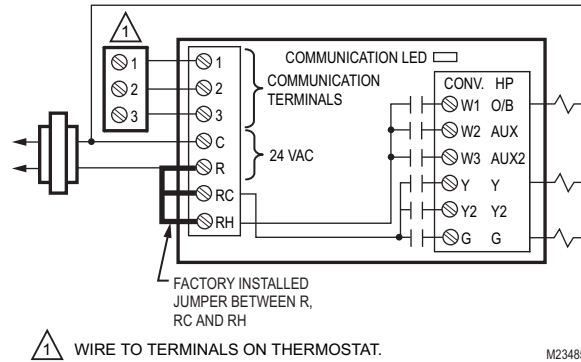 1
COMMUNICATION LED
1 1
2 2
3 3
COMMUNICATION
TERMINALS
C
R
24 VAC
RC
RH
CONV. HP
W1 O/B
W2 AUX
W3 AUX2
Y Y
Y2 Y2
G G
FACTORY INSTALLED
JUMPER BETWEEN R,
RC AND RH
1 WIRE TO TERMINALS ON THERMOSTAT.